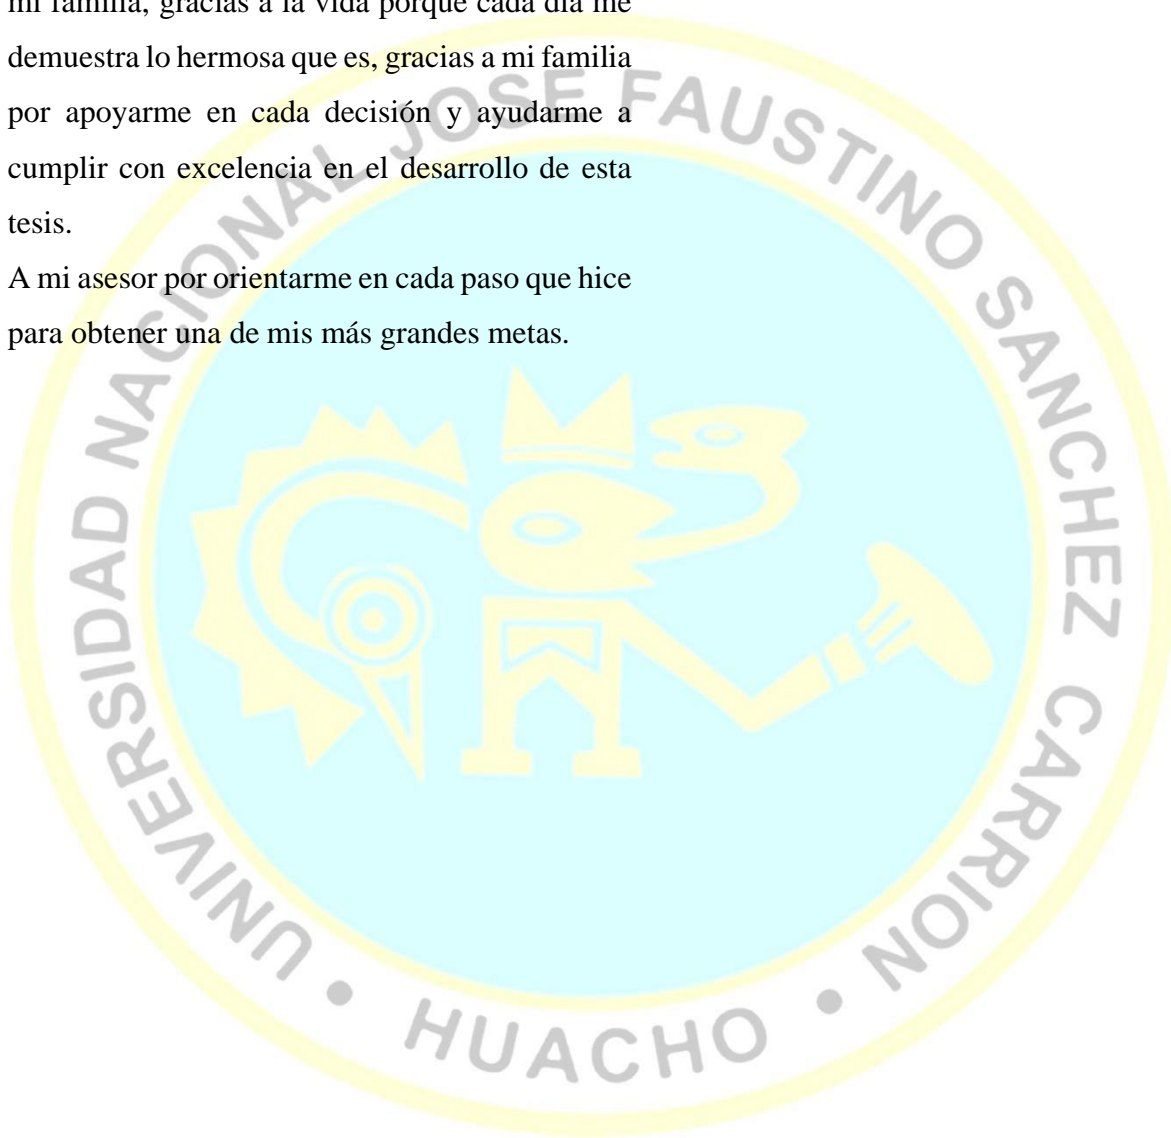 mi familia, gracias a la vida porque cada día me
demuestra lo hermosa que es, gracias a mi familia
por apoyarme en cada decisión y ayudarme a
cumplir con excelencia en el desarrollo de esta
tesis.
A mi asesor por orientarme en cada paso que hice
para obtener una de mis más grandes metas.
UNIVERSIDAD NACIONAL JOSE FAUSTINO SANCHEZ CARRION • HUACHO •